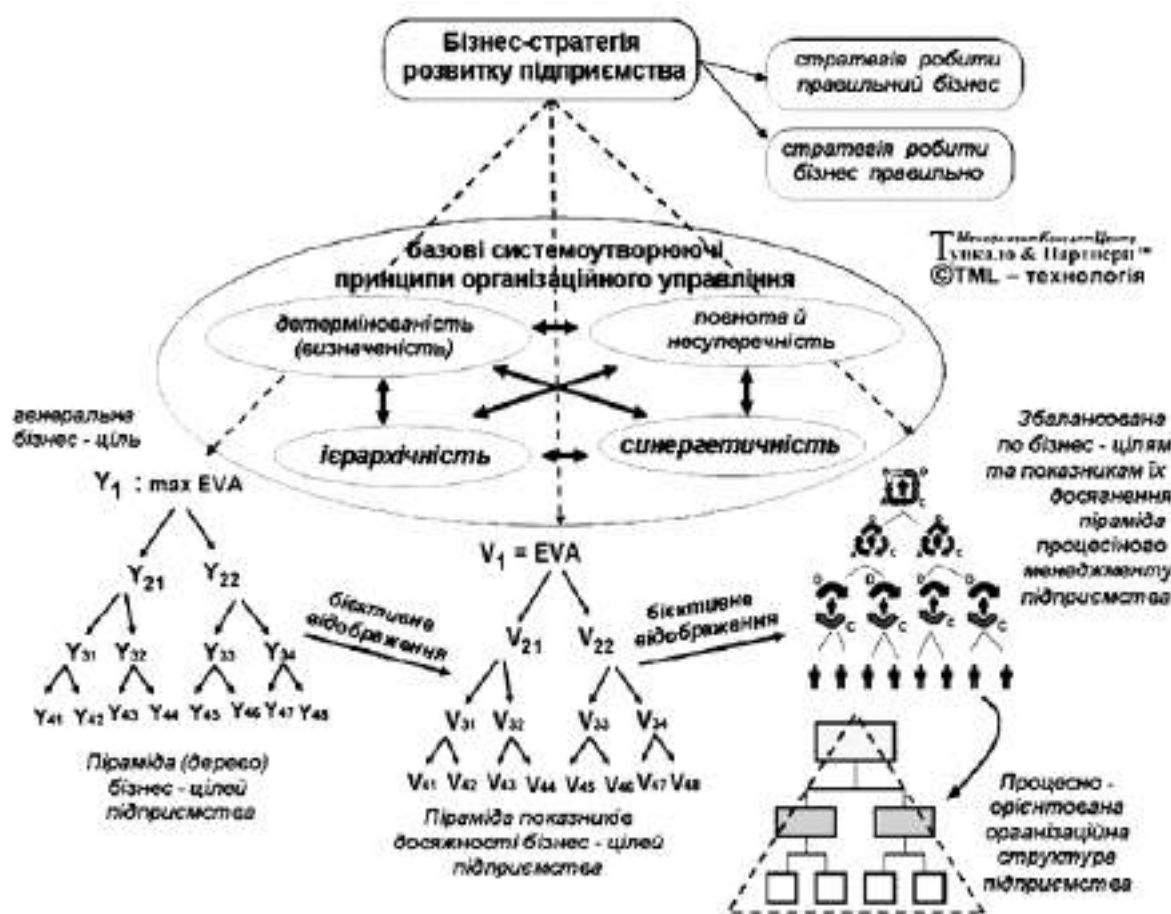 Бізнес-стратегія
розвитку підприємства
стратегія робити
правильний бізнес
стратегія робити
бізнес правильно
базові системоутворюючі
принципи організаційного управління
Тупкало & Партнери™
©TML – технологія
детермінованість
(визначеність)
повнота й
несуперечність
ієрархічність
синергетичність
генеральна
бізнес - ціль
Y₁ : max EVA
Y₂₁ Y₂₂
Y₃₁ Y₃₂ Y₃₃ Y₃₄
Y₄₁ Y₄₂ Y₄₃ Y₄₄ Y₄₅ Y₄₆ Y₄₇ Y₄₈
Піраміда (дерево)
бізнес - цілей
підприємства
бієктивне
відображення
V₁ = EVA
V₂₁ V₂₂
V₃₁ V₃₂ V₃₃ V₃₄
V₄₁ V₄₂ V₄₃ V₄₄ V₄₅ V₄₆ V₄₇ V₄₈
Піраміда показників
досяжності бізнес - цілей
підприємства
бієктивне
відображення
Збалансована
по бізнес - цілям
та показникам їх
досягнення
піраміда
процесного
менеджменту
підприємства
Процесно -
орієнтована
організаційна
структура
підприємства